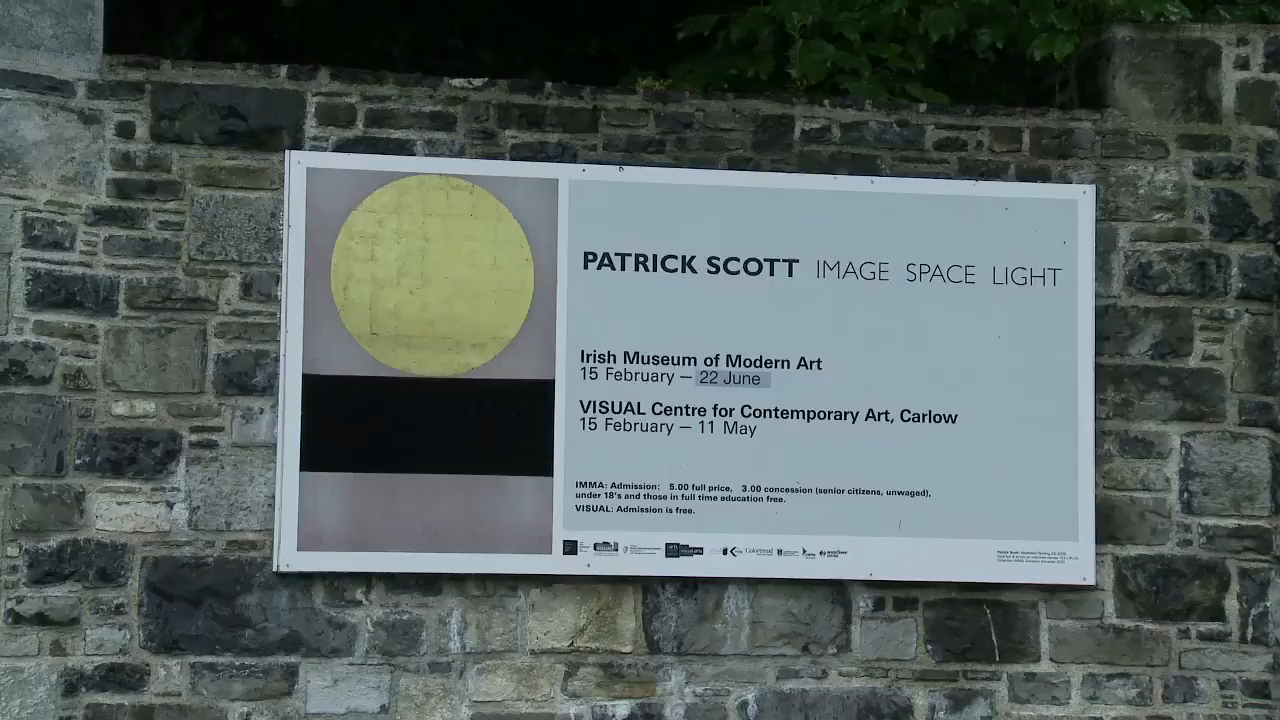 PATRICK SCOTT IMAGE SPACE LIGHT
Irish Museum of Modern Art
15 February – 22 June
VISUAL Centre for Contemporary Art, Carlow
15 February – 11 May
IMMA: Admission: 5.00 full price, 3.00 concession (senior citizens, unwaged),
under 18's and those in full time education free.
VISUAL: Admission is free.